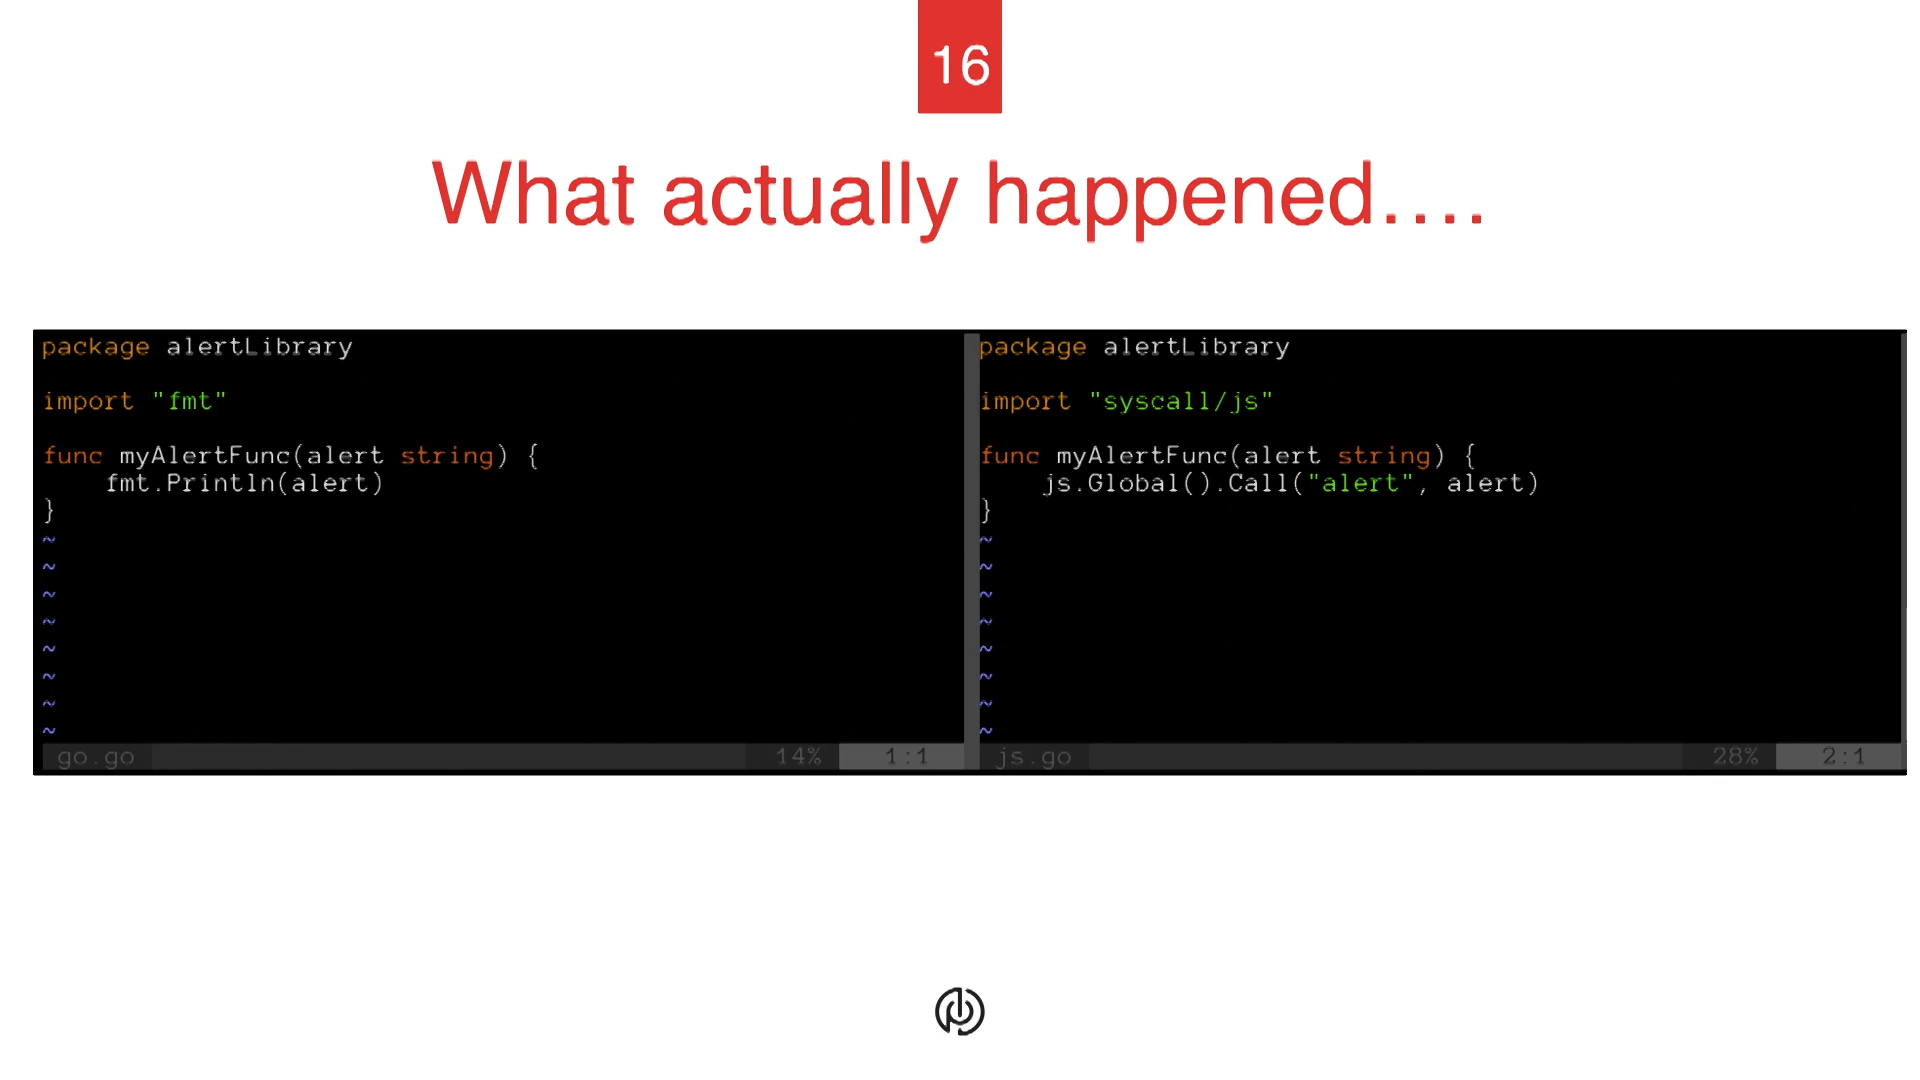 16
What actually happened....
package alertLibrary
import "fmt"
func myAlertFunc(alert string) {
    fmt.Println(alert)
}
~
~
~
~
~
~
~
~
go.go 14% 1:1
package alertLibrary
import "syscall/js"
func myAlertFunc(alert string) {
    js.Global().Call("alert", alert)
}
~
~
~
~
~
~
~
~
js.go 28% 2:1